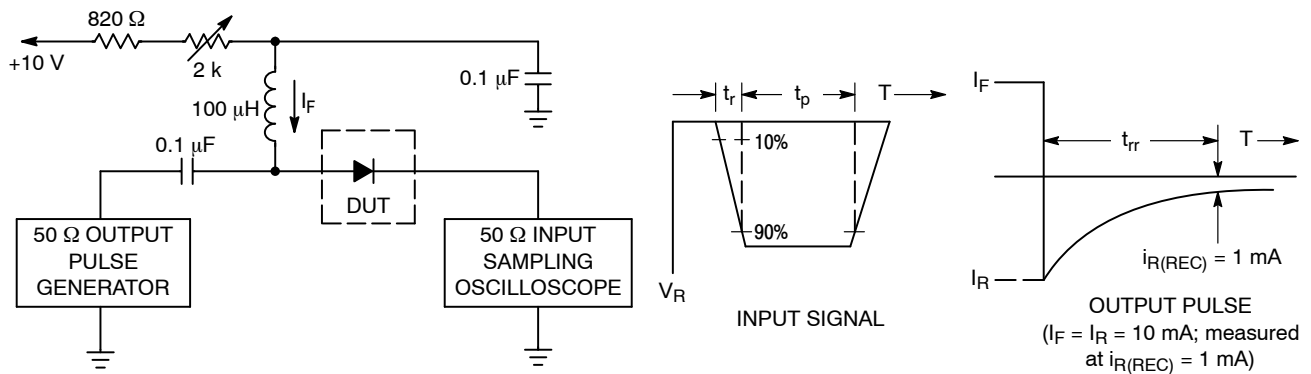 820 Ω
+10 V
2 k
0.1 μF
100 μH
I_F
0.1 μF
DUT
50 Ω OUTPUT
PULSE
GENERATOR
50 Ω INPUT
SAMPLING
OSCILLOSCOPE
t_r
t_p
T
10%
90%
V_R
INPUT SIGNAL
I_F
t_rr
T
i_R(REC) = 1 mA
I_R
OUTPUT PULSE
(I_F = I_R = 10 mA; measured
at i_R(REC) = 1 mA)